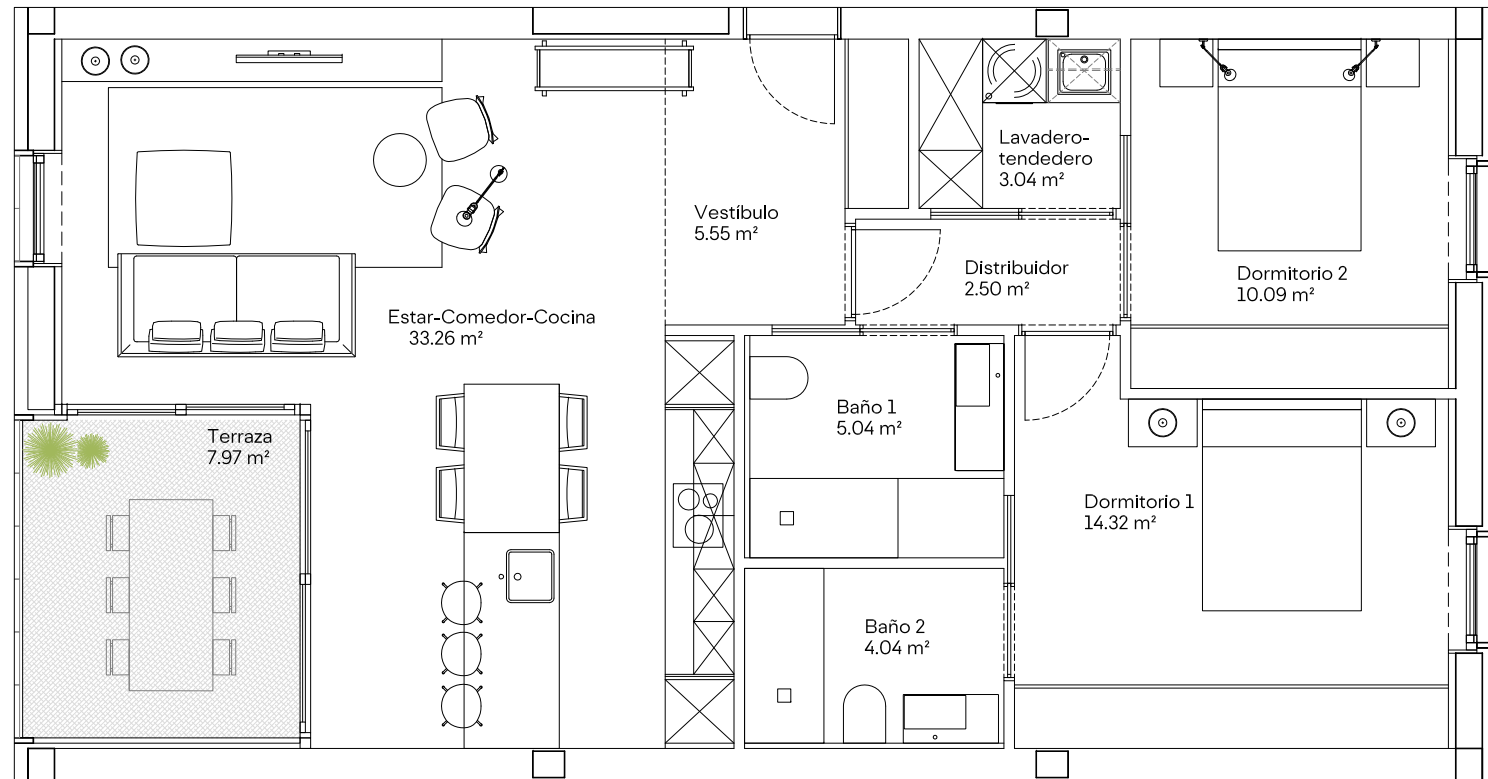 Lavadero-
tendedero
3.04 m²
Vestíbulo
5.55 m²
Distribuidor
2.50 m²
Dormitorio 2
10.09 m²
Estar-Comedor-Cocina
33.26 m²
Baño 1
5.04 m²
Terraza
7.97 m²
Dormitorio 1
14.32 m²
Baño 2
4.04 m²